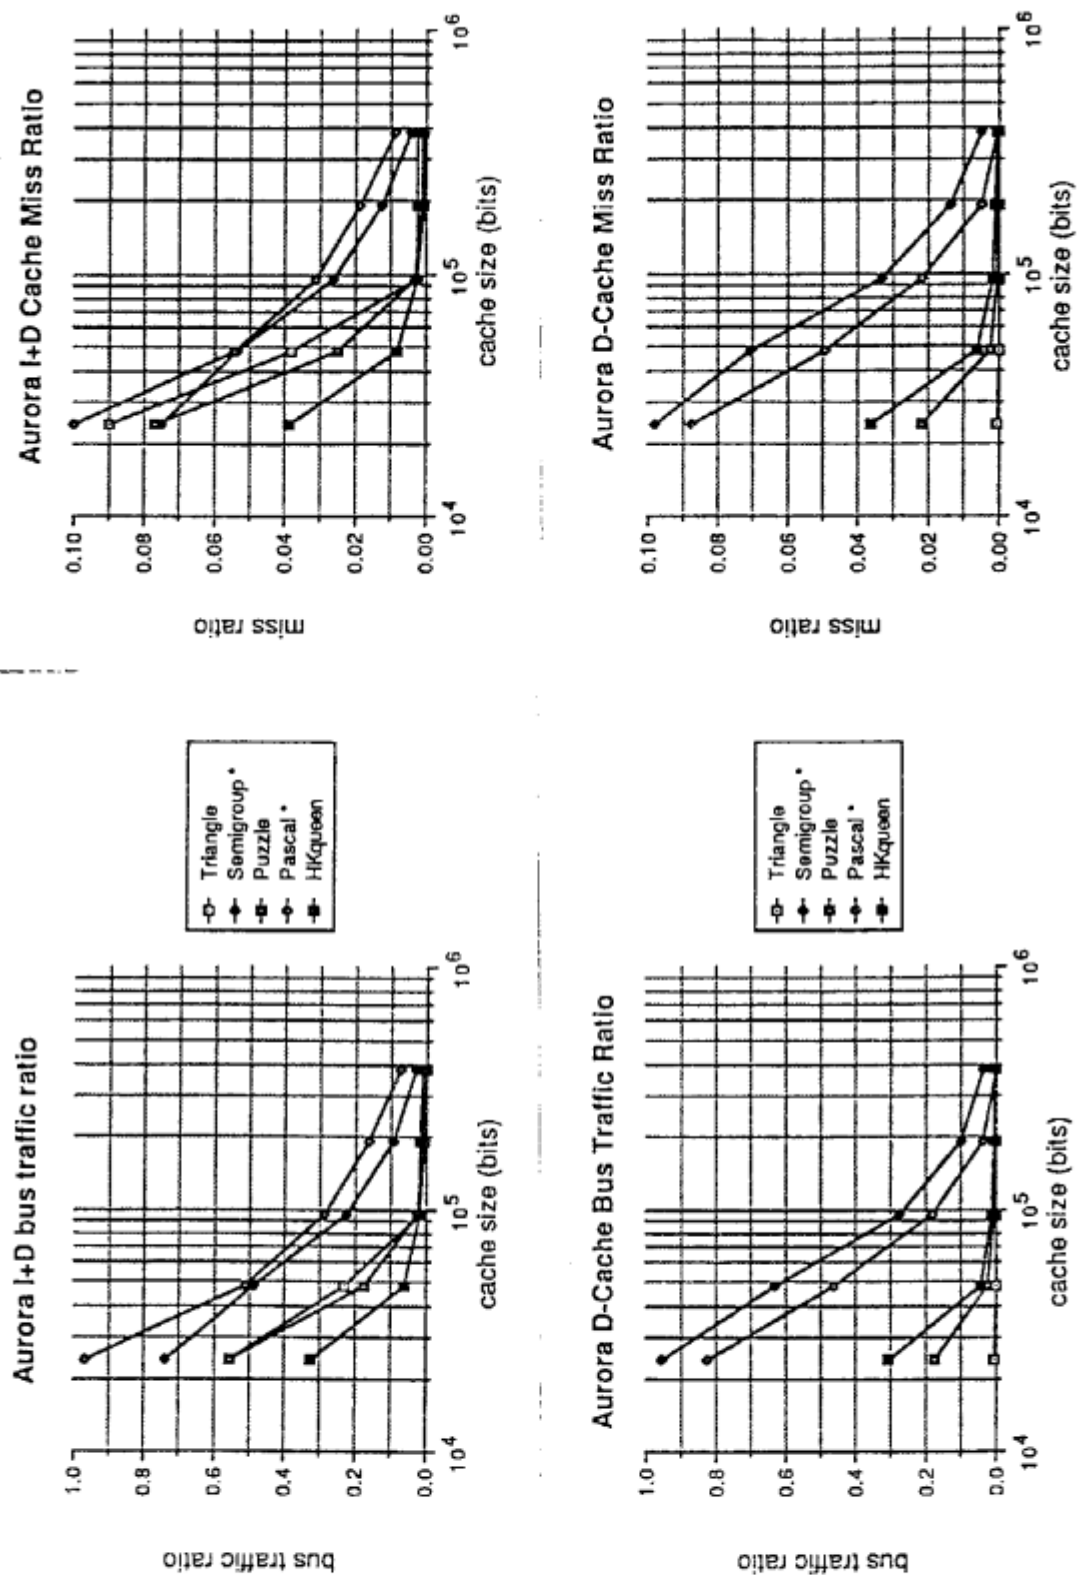 Aurora I+D bus traffic ratio
bus traffic ratio
1.0
0.8
0.6
0.4
0.2
0.0
10^4
10^5
10^6
cache size (bits)
Triangle
Semigroup *
Puzzle
Pascal *
HKqueen
Aurora I+D Cache Miss Ratio
miss ratio
0.10
0.08
0.06
0.04
0.02
0.00
10^4
10^5
10^6
cache size (bits)
Aurora D-Cache Bus Traffic Ratio
bus traffic ratio
1.0
0.8
0.6
0.4
0.2
0.0
10^4
10^5
10^6
cache size (bits)
Triangle
Semigroup *
Puzzle
Pascal *
HKqueen
Aurora D-Cache Miss Ratio
miss ratio
0.10
0.08
0.06
0.04
0.02
0.00
10^4
10^5
10^6
cache size (bits)